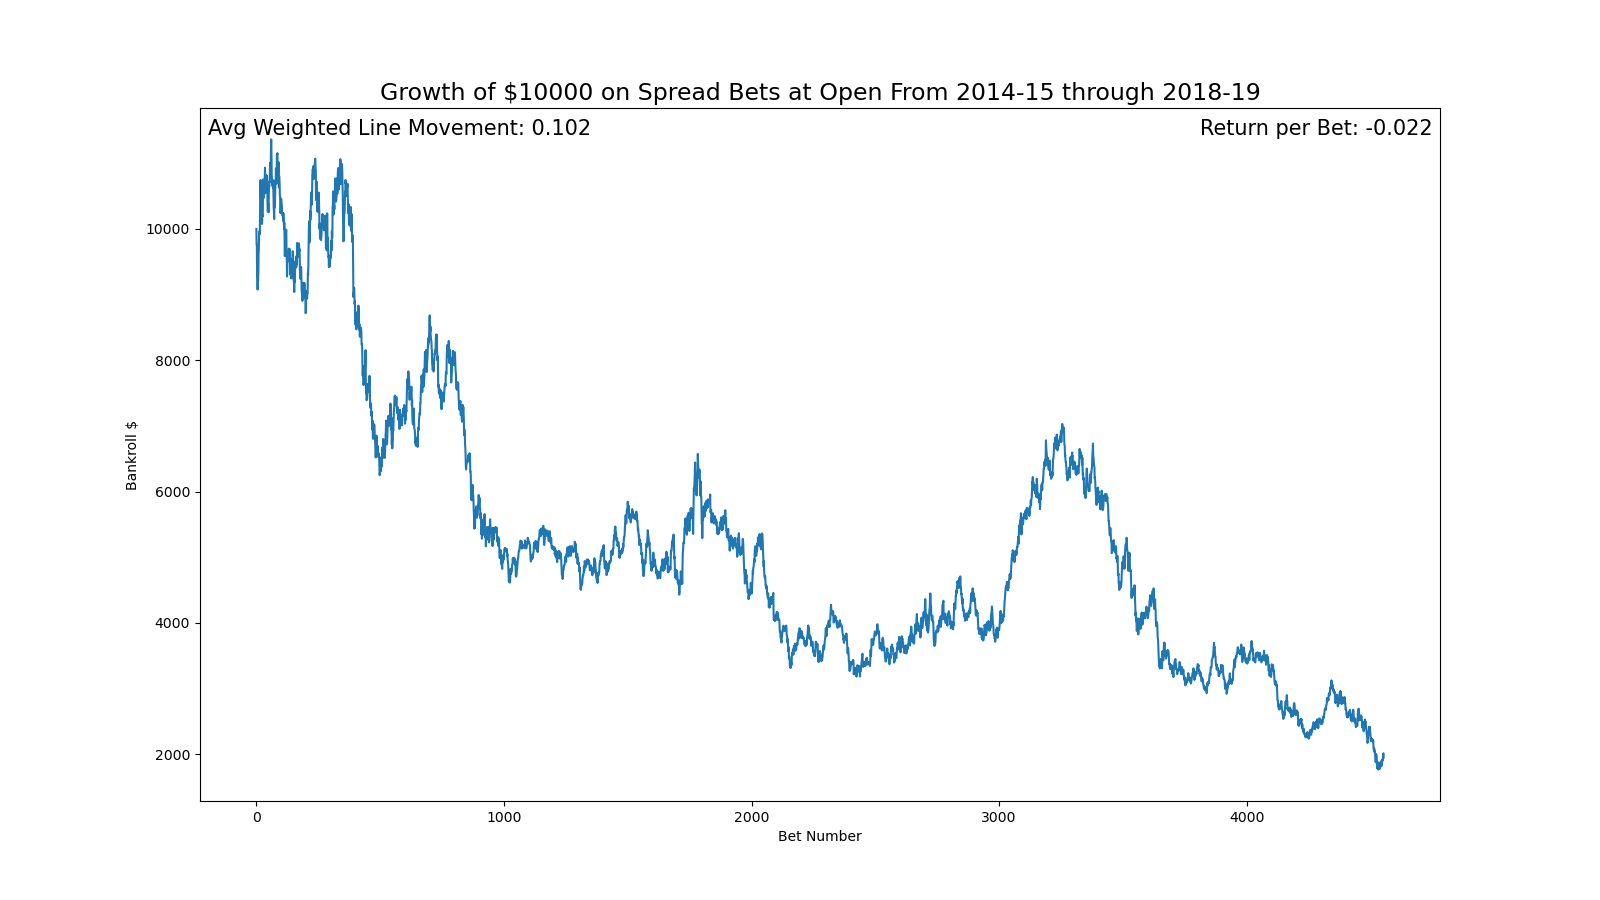 Growth of $10000 on Spread Bets at Open From 2014-15 through 2018-19
Avg Weighted Line Movement: 0.102
Return per Bet: -0.022
Bankroll $
10000
8000
6000
4000
2000
0
1000
2000
3000
4000
Bet Number